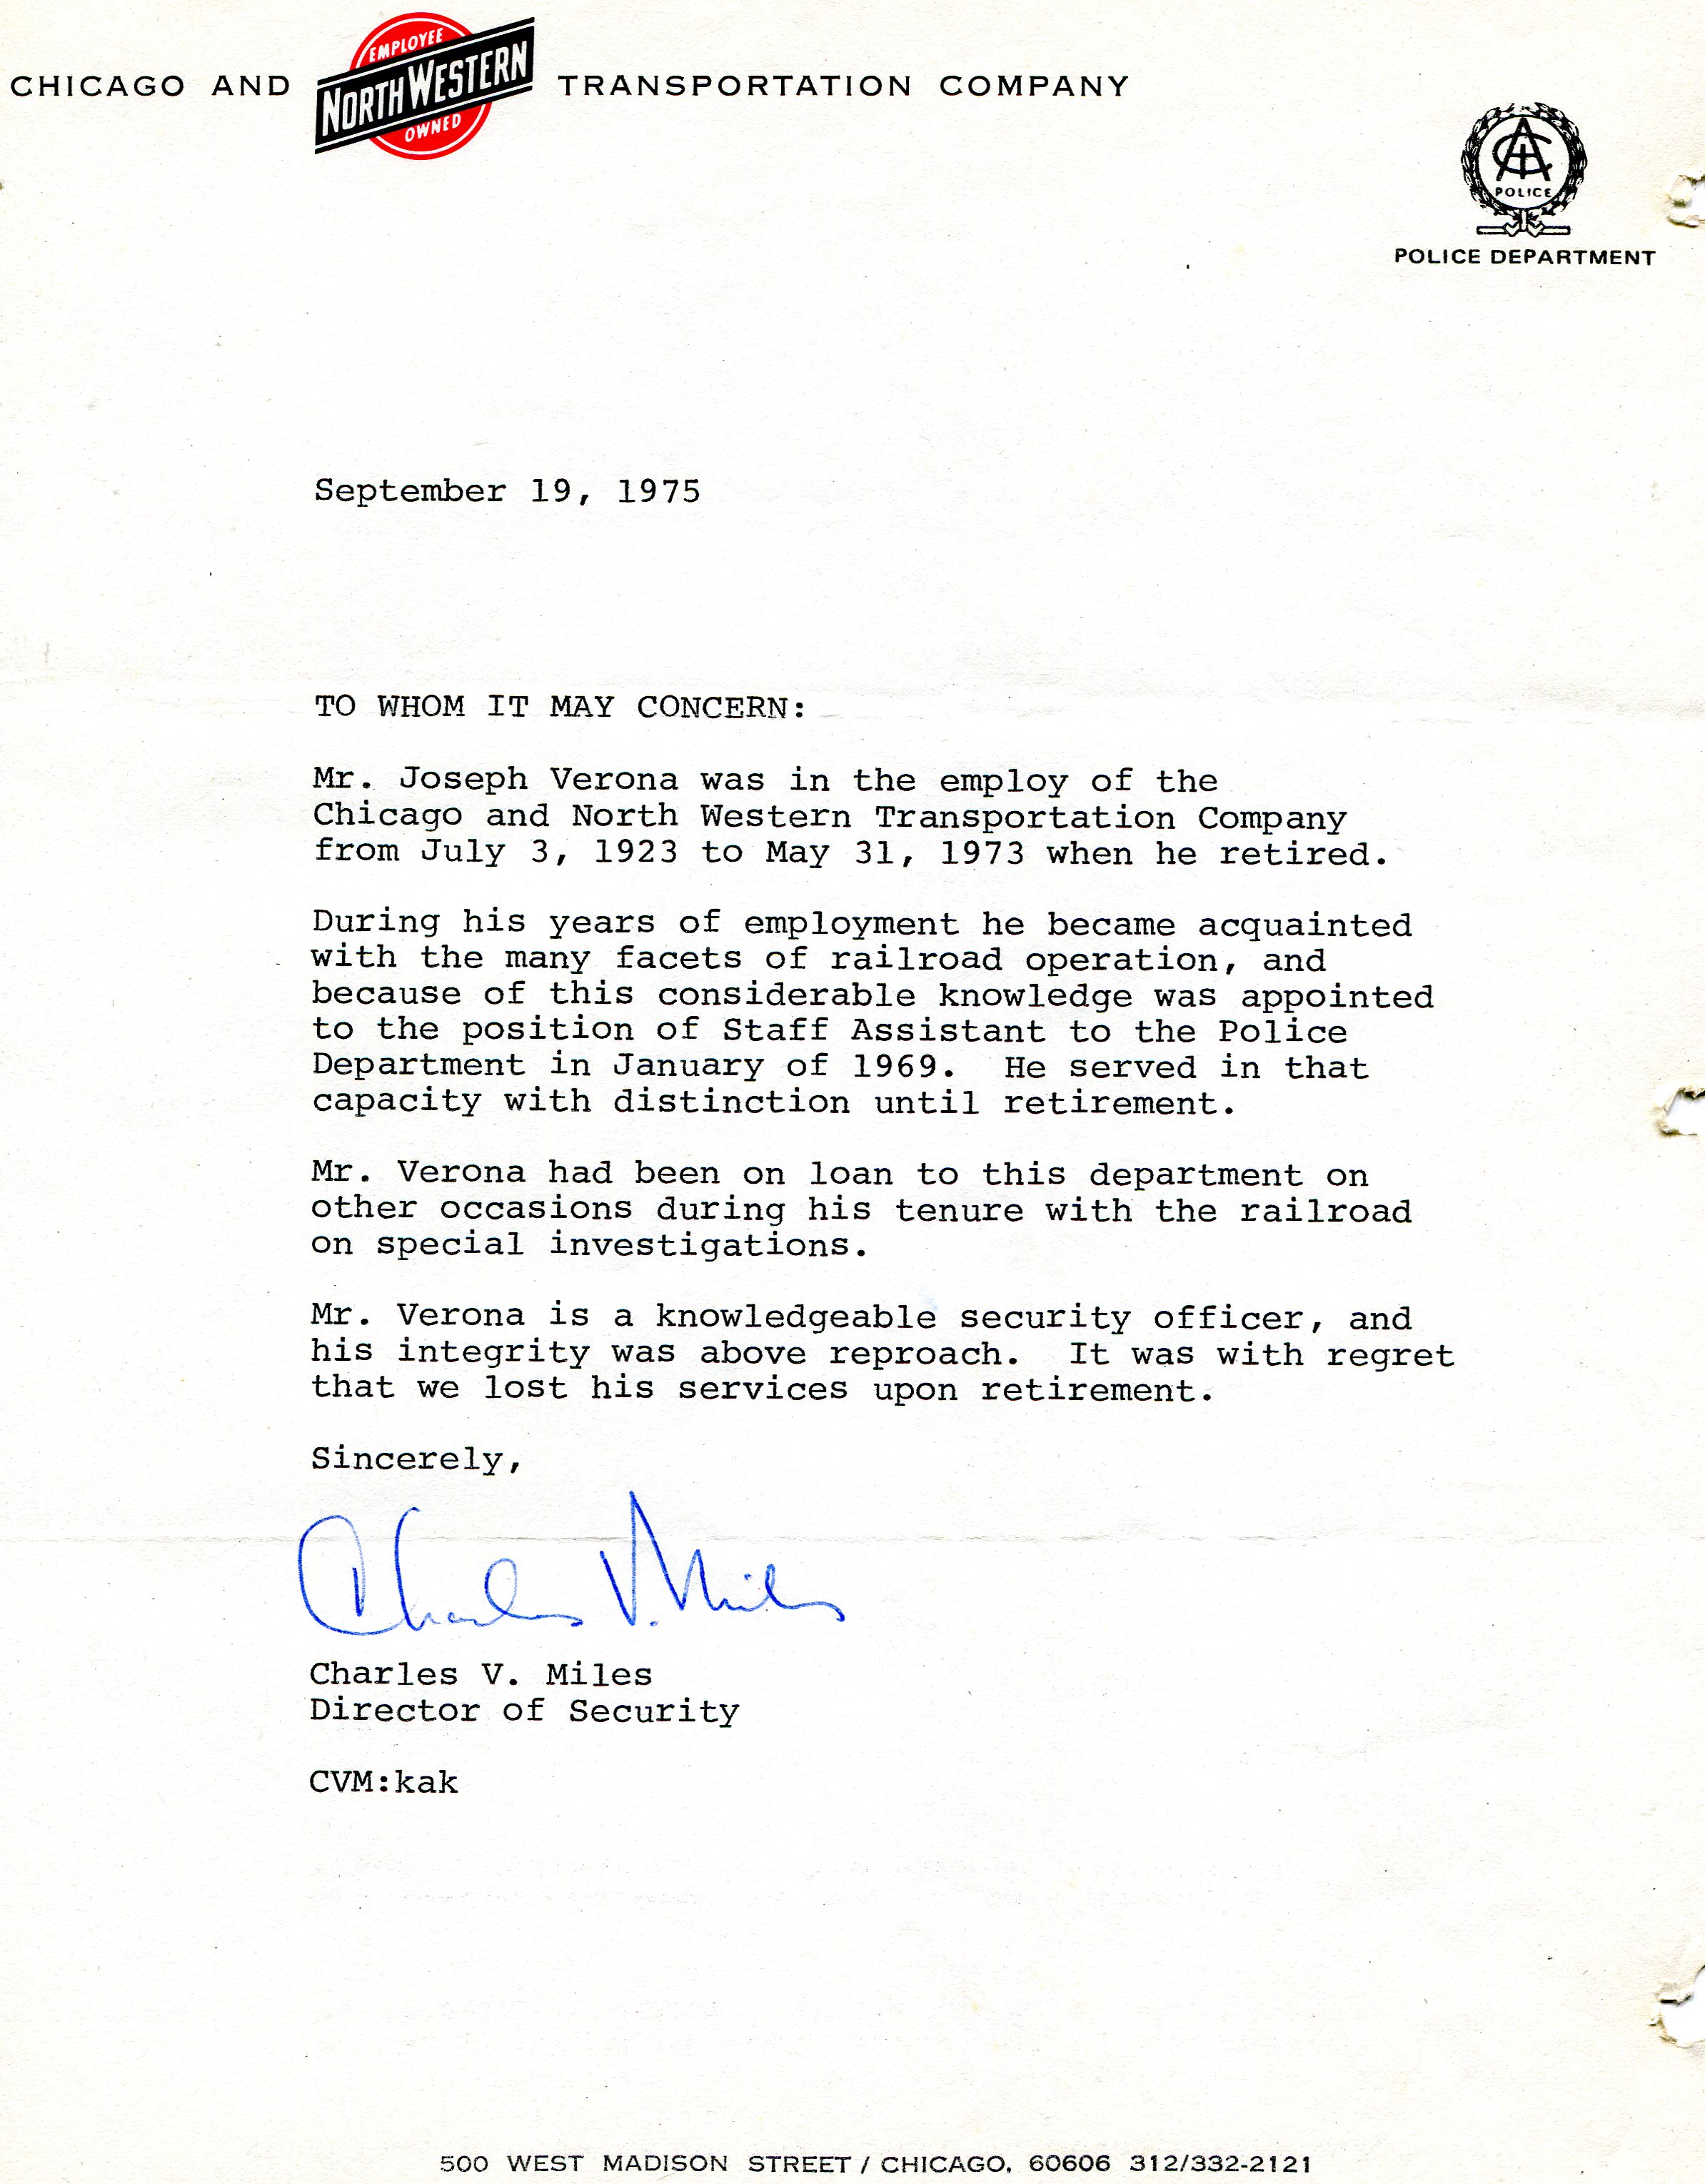 CHICAGO AND EMPLOYEE NORTH WESTERN OWNED TRANSPORTATION COMPANY
POLICE
POLICE DEPARTMENT
September 19, 1975
TO WHOM IT MAY CONCERN:
Mr. Joseph Verona was in the employ of the
Chicago and North Western Transportation Company
from July 3, 1923 to May 31, 1973 when he retired.
During his years of employment he became acquainted
with the many facets of railroad operation, and
because of this considerable knowledge was appointed
to the position of Staff Assistant to the Police
Department in January of 1969.  He served in that
capacity with distinction until retirement.
Mr. Verona had been on loan to this department on
other occasions during his tenure with the railroad
on special investigations.
Mr. Verona is a knowledgeable security officer, and
his integrity was above reproach.  It was with regret
that we lost his services upon retirement.
Sincerely,
Charles V. Miles
Charles V. Miles
Director of Security
CVM:kak
500 WEST MADISON STREET / CHICAGO, 60606 312/332-2121